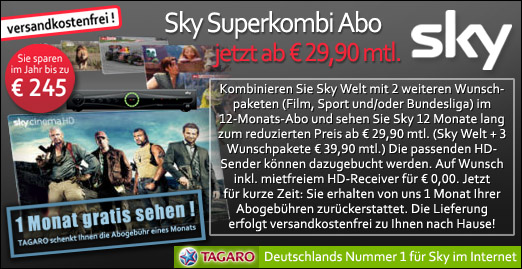 versandkostenfrei !
Sky Superkombi Abo
jetzt ab € 29,90 mtl.
sky
Sie sparen
im Jahr bis zu
€ 245
sky cinema HD
Kombinieren Sie Sky Welt mit 2 weiteren Wunsch-
paketen (Film, Sport und/oder Bundesliga) im
12-Monats-Abo und sehen Sie Sky 12 Monate lang
zum reduzierten Preis ab € 29,90 mtl. (Sky Welt + 3
Wunschpakete € 39,90 mtl.) Die passenden HD-
Sender können dazugebucht werden. Auf Wunsch
inkl. mietfreiem HD-Receiver für € 0,00. Jetzt
für kurze Zeit: Sie erhalten von uns 1 Monat Ihrer
Abogebühren zurückerstattet. Die Lieferung
erfolgt versandkostenfrei zu Ihnen nach Hause!
1 Monat gratis sehen !
TAGARO schenkt Ihnen die Abogebühr eines Monats
TAGARO Deutschlands Nummer 1 für Sky im Internet